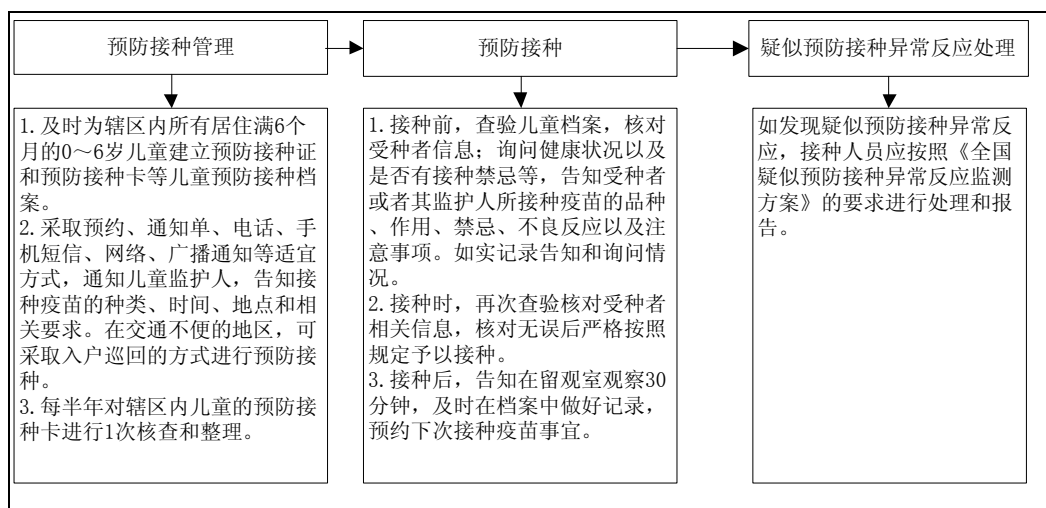 预防接种管理
预防接种
疑似预防接种异常反应处理
1.及时为辖区内所有居住满6个
月的0～6岁儿童建立预防接种证
和预防接种卡等儿童预防接种档
案。
2.采取预约、通知单、电话、手
机短信、网络、广播通知等适宜
方式，通知儿童监护人，告知接
种疫苗的种类、时间、地点和相
关要求。在交通不便的地区，可
采取入户巡回的方式进行预防接
种。
3.每半年对辖区内儿童的预防接
种卡进行1次核查和整理。
1.接种前，查验儿童档案，核对
受种者信息；询问健康状况以及
是否有接种禁忌等，告知受种者
或者其监护人所接种疫苗的品种
、作用、禁忌、不良反应以及注
意事项。如实记录告知和询问情
况。
2.接种时，再次查验核对受种者
相关信息，核对无误后严格按照
规定予以接种。
3.接种后，告知在留观室观察30
分钟，及时在档案中做好记录，
预约下次接种疫苗事宜。
如发现疑似预防接种异常反
应，接种人员应按照《全国
疑似预防接种异常反应监测
方案》的要求进行处理和报
告。